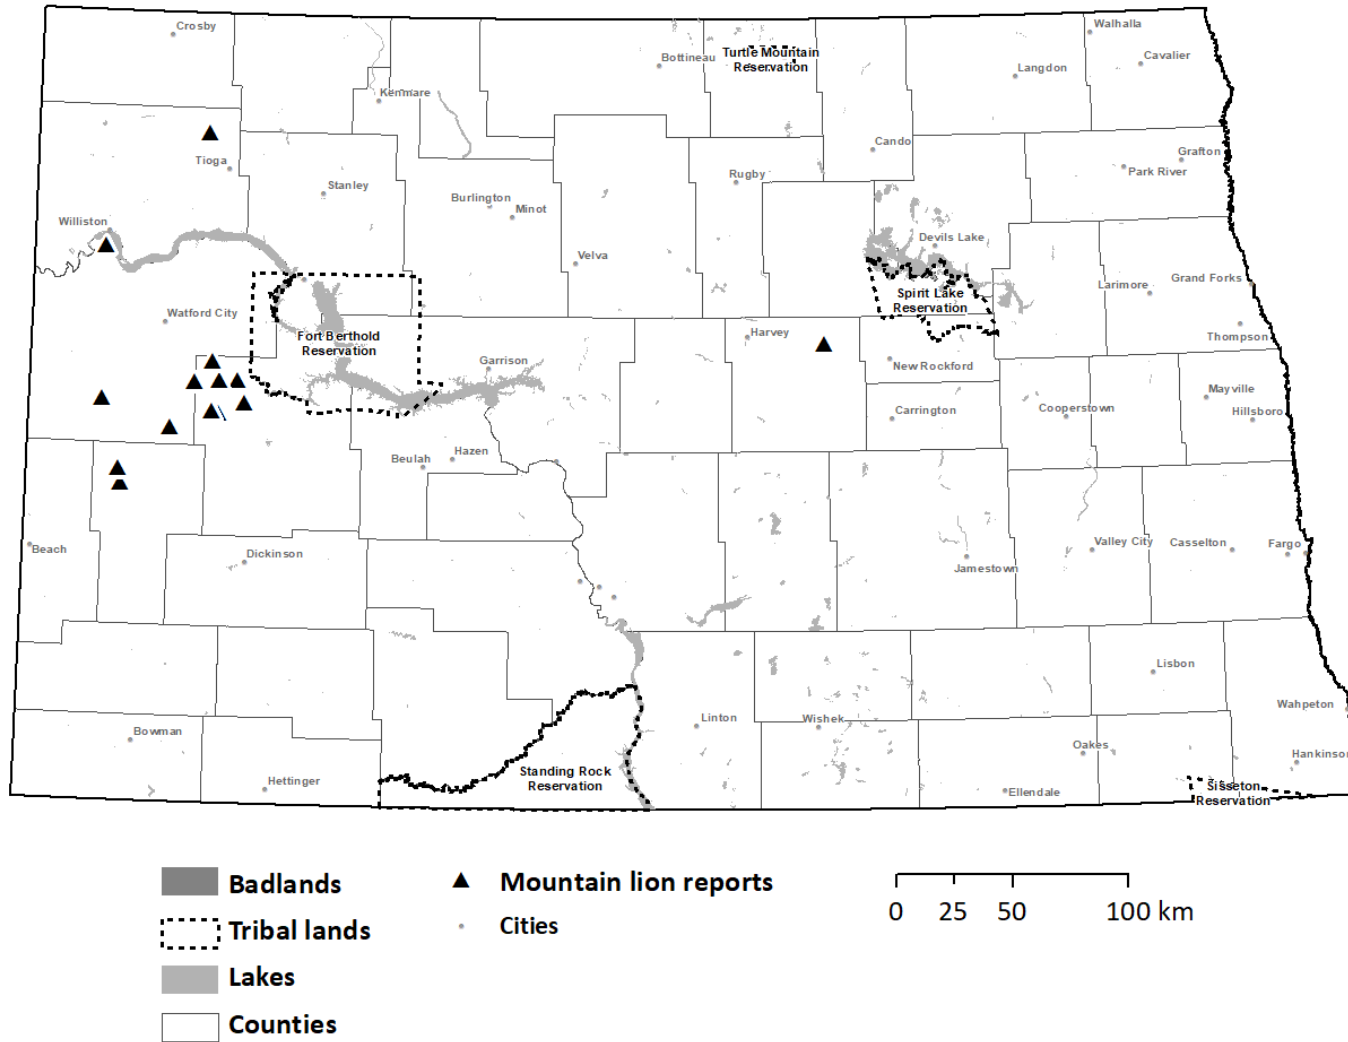 Crosby
Walhalla
Bottineau
Turtle Mountain
Reservation
Cavalier
Langdon
Kenmare
Cando
Grafton
Park River
Tioga
Stanley
Rugby
Burlington
Minot
Williston
Velva
Devils Lake
Grand Forks
Larimore
Spirit Lake
Reservation
Watford City
Fort Berthold
Reservation
Harvey
Thompson
Garrison
New Rockford
Mayville
Hillsboro
Carrington
Cooperstown
Beulah
Hazen
Beach
Dickinson
Jamestown
Valley City
Casselton
Fargo
Lisbon
Wahpeton
Bowman
Linton
Wishek
Oakes
Hankinson
Hettinger
Standing Rock
Reservation
Ellendale
Sisseton
Reservation
Badlands
Mountain lion reports
Tribal lands
Cities
0 25 50 100 km
Lakes
Counties